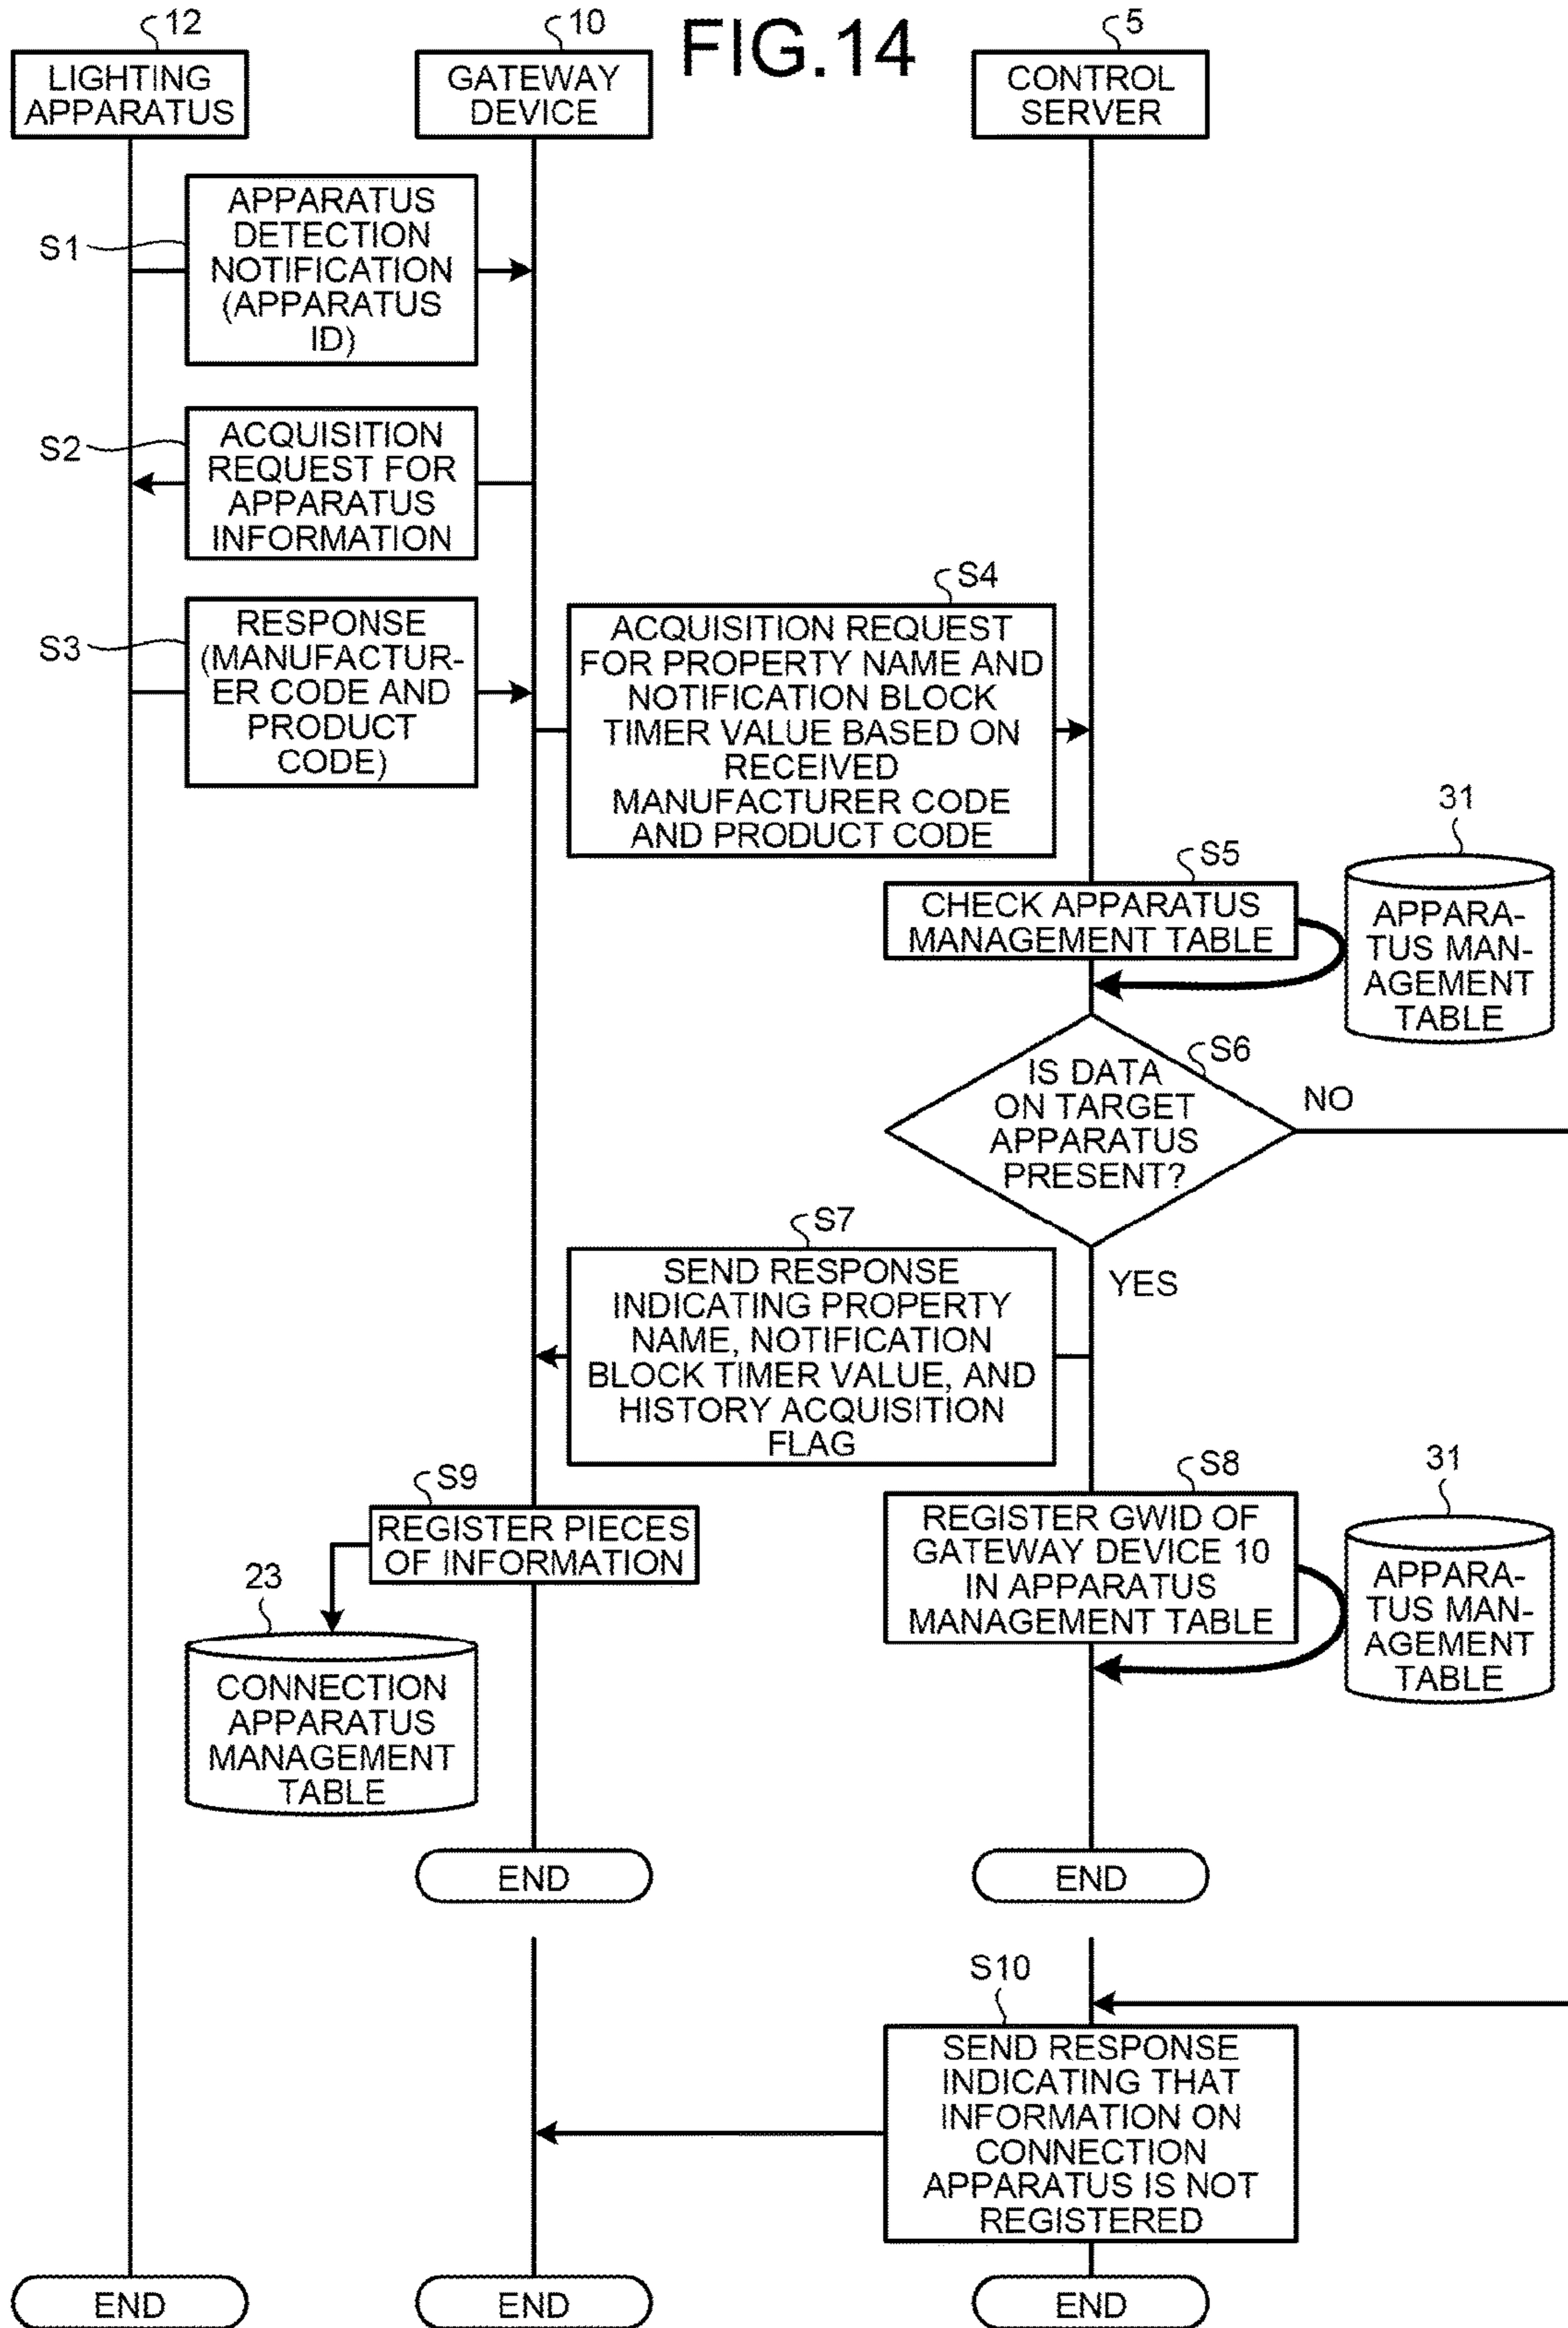 FIG.14
12
LIGHTING
APPARATUS
10
GATEWAY
DEVICE
5
CONTROL
SERVER
S1
APPARATUS
DETECTION
NOTIFICATION
(APPARATUS
ID)
S2
ACQUISITION
REQUEST FOR
APPARATUS
INFORMATION
S3
RESPONSE
(MANUFACTUR-
ER CODE AND
PRODUCT
CODE)
S4
ACQUISITION REQUEST
FOR PROPERTY NAME AND
NOTIFICATION BLOCK
TIMER VALUE BASED ON
RECEIVED
MANUFACTURER CODE
AND PRODUCT CODE
S5
CHECK APPARATUS
MANAGEMENT TABLE
31
APPARA-
TUS MAN-
AGEMENT
TABLE
S6
IS DATA
ON TARGET
APPARATUS
PRESENT?
NO
YES
S7
SEND RESPONSE
INDICATING PROPERTY
NAME, NOTIFICATION
BLOCK TIMER VALUE, AND
HISTORY ACQUISITION
FLAG
S8
REGISTER GWID OF
GATEWAY DEVICE 10
IN APPARATUS
MANAGEMENT TABLE
31
APPARA-
TUS MAN-
AGEMENT
TABLE
S9
REGISTER PIECES
OF INFORMATION
23
CONNECTION
APPARATUS
MANAGEMENT
TABLE
END
END
S10
SEND RESPONSE
INDICATING THAT
INFORMATION ON
CONNECTION
APPARATUS IS NOT
REGISTERED
END
END
END